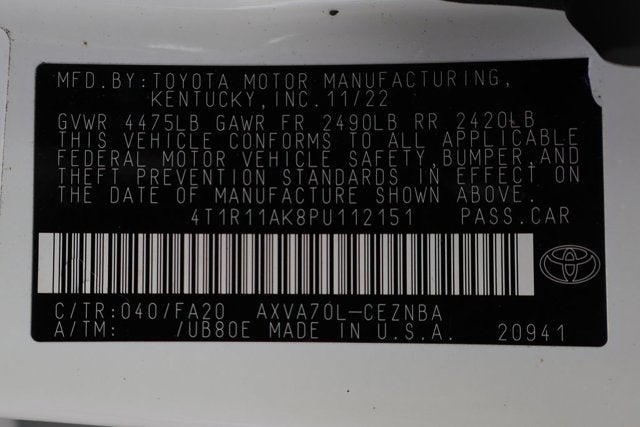 MFD.BY:TOYOTA MOTOR MANUFACTURING,
KENTUCKY,INC.11/22
GVWR 4475LB GAWR FR 2490LB RR 2420LB
THIS VEHICLE CONFORMS TO ALL APPLICABLE
FEDERAL MOTOR VEHICLE SAFETY,BUMPER,AND
THEFT PREVENTION STANDARDS IN EFFECT ON
THE DATE OF MANUFACTURE SHOWN ABOVE.
4T1R11AK8PU112151 PASS.CAR
C/TR:040/FA20 AXVA70L-CEZNBA
A/TM: /UB80E MADE IN U.S.A. 20941